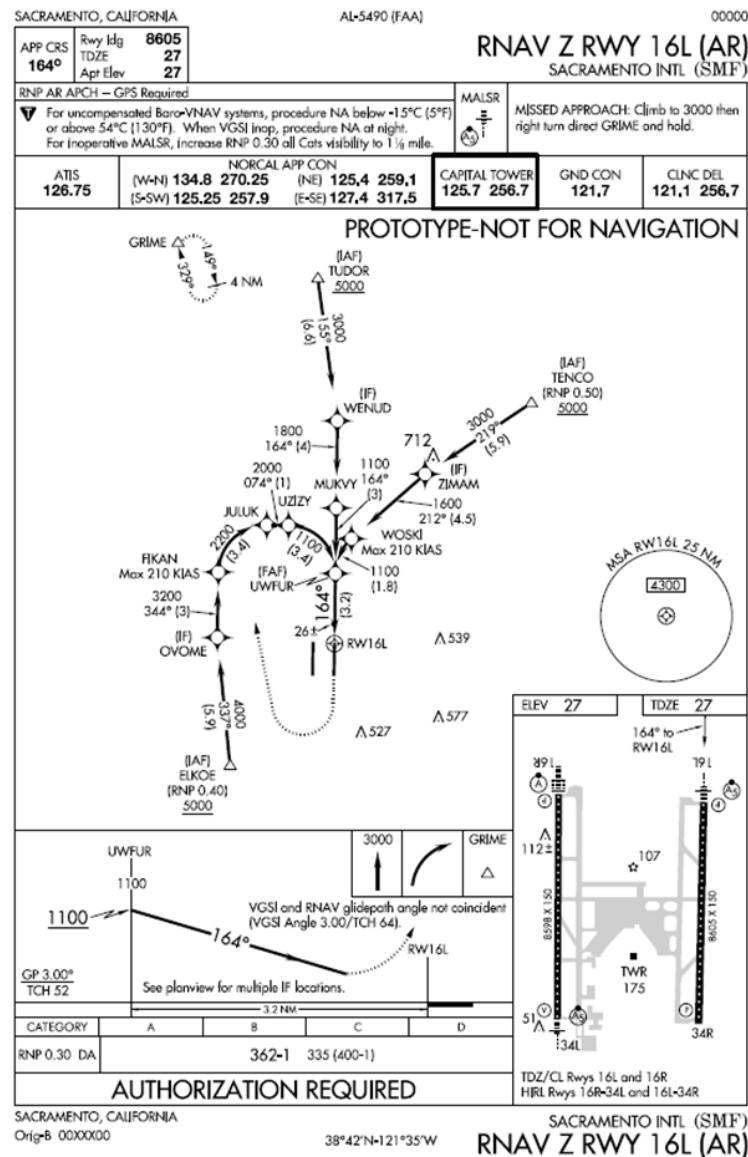 SACRAMENTO, CALIFORNIA
AL-5490 (FAA)
00000
APP CRS
164°
Rwy ldg 8605
TDZE 27
Apt Elev 27
RNAV Z RWY 16L (AR)
SACRAMENTO INTL (SMF)
RNP AR APCH – GPS Required
T
For uncompensated Baro-VNAV systems, procedure NA below -15°C (5°F)
or above 54°C (130°F). When VGSI inop, procedure NA at night.
For inoperative MALSR, increase RNP 0.30 all Cats visibility to 1⅛ mile.
MALSR
MISSED APPROACH: Climb to 3000 then
right turn direct GRIME and hold.
ATIS
126.75
NORCAL APP CON
(W-N) 134.8 270.25 (NE) 125.4 259.1
(S-SW) 125.25 257.9 (E-SE) 127.4 317.5
CAPITAL TOWER
125.7 256.7
GND CON
121.7
CLNC DEL
121.1 256.7
PROTOTYPE-NOT FOR NAVIGATION
GRIME
149°
329°
4 NM
(IAF)
TUDOR
5000
3000
155°
(6.6)
(IAF)
TENCO
(RNP 0.50)
5000
3000
219°
(5.9)
(IF)
WENUD
1800
164° (4)
712
(IF)
ZIMAM
1100
164°
(3)
1600
212° (4.5)
2000
074° (1)
MUKVY
UZIZY
JULUK
WOSKI
Max 210 KIAS
2200
(3.4)
1100
(3.4)
FIKAN
Max 210 KIAS
(FAF)
UWFUR
1100
(1.8)
3200
344° (3)
164°
(3.2)
(IF)
OVOME
26±
RW16L
539
577
527
4000
337°
(5.9)
(IAF)
ELKOE
(RNP 0.40)
5000
MSA RW16L 25 NM
4300
ELEV 27
TDZE 27
164° to
RW16L
16R
16L
A
A5
P
P
112±
107
8598 X 150
8605 X 150
TWR
175
51
V
A5
P
34L
34R
TDZ/CL Rwys 16L and 16R
HIRL Rwys 16R-34L and 16L-34R
UWFUR
1100
1100
164°
3000
GRIME
VGSI and RNAV glidepath angle not coincident
(VGSI Angle 3.00/TCH 64).
RW16L
GP 3.00°
TCH 52
See planview for multiple IF locations.
3.2 NM
CATEGORY A B C D
RNP 0.30 DA 362-1 335 (400-1)
AUTHORIZATION REQUIRED
SACRAMENTO, CALIFORNIA
Orig-B 00XXX00
38°42'N-121°35'W
SACRAMENTO INTL (SMF)
RNAV Z RWY 16L (AR)